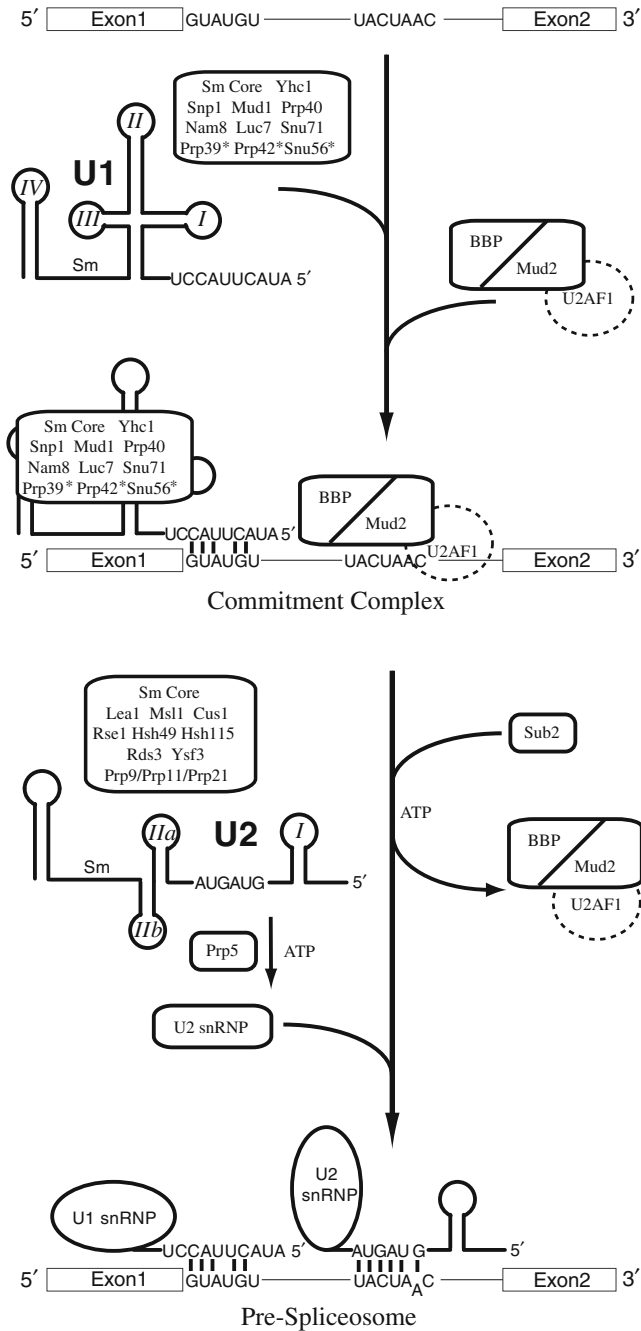 5′ Exon1 GUAUGU UACUAAC Exon2 3′
Sm Core Yhc1
Snp1 Mud1 Prp40
Nam8 Luc7 Snu71
Prp39* Prp42*Snu56*
II
U1
IV
III
I
Sm
UCCAUUCAUA 5′
BBP
Mud2
U2AF1
Sm Core Yhc1
Snp1 Mud1 Prp40
Nam8 Luc7 Snu71
Prp39* Prp42*Snu56*
BBP
Mud2
U2AF1
UCCAUUCAUA 5′
5′ Exon1 GUAUGU UACUAAC Exon2 3′
Commitment Complex
Sm Core
Lea1 Msl1 Cus1
Rse1 Hsh49 Hsh115
Rds3 Ysf3
Prp9/Prp11/Prp21
Sub2
ATP
IIa
U2
I
Sm
AUGAUG
5′
IIb
BBP
Mud2
U2AF1
Prp5
ATP
U2 snRNP
U2
snRNP
U1 snRNP
UCCAUUCAUA 5′ AUGAU G 5′
5′ Exon1 GUAUGU UACUAAC Exon2 3′
Pre-Spliceosome